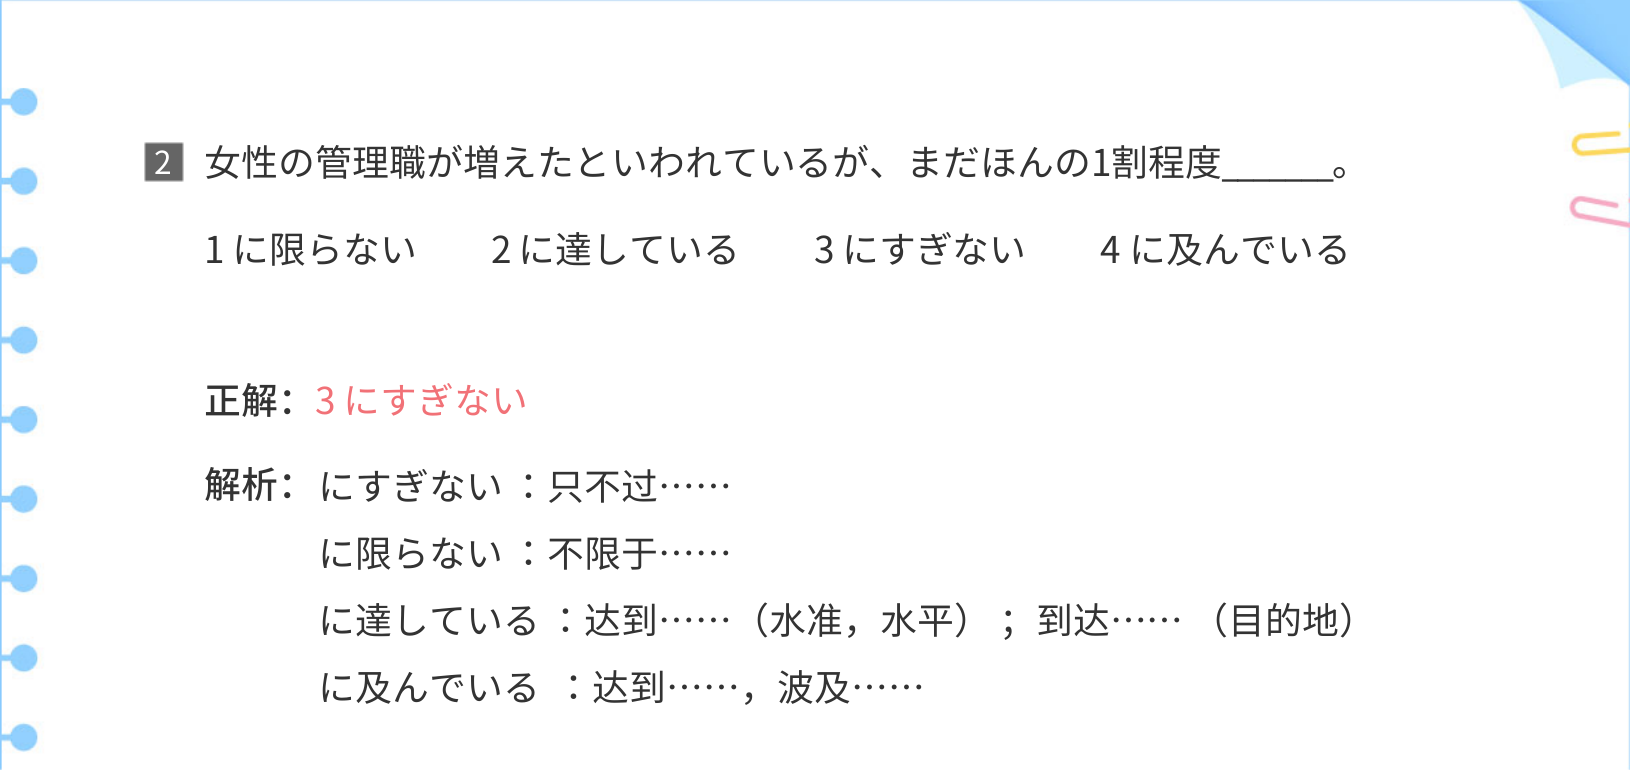 2 女性の管理職が増えたといわれているが、まだほんの1割程度______。
1 に限らない 2 に達している 3 にすぎない 4 に及んでいる
正解：3 にすぎない
解析：にすぎない ：只不过……
に限らない ：不限于……
に達している ：达到……（水准，水平） ；到达…… （目的地）
に及んでいる ：达到……，波及……